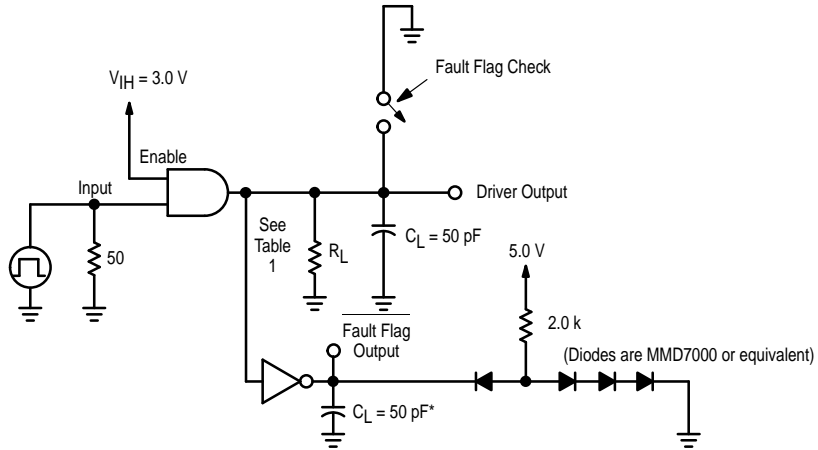 Fault Flag Check
V_IH = 3.0 V
Enable
Input
50
Driver Output
See
Table
1
R_L
C_L = 50 pF
5.0 V
2.0 k
Fault Flag
Output
(Diodes are MMD7000 or equivalent)
C_L = 50 pF*